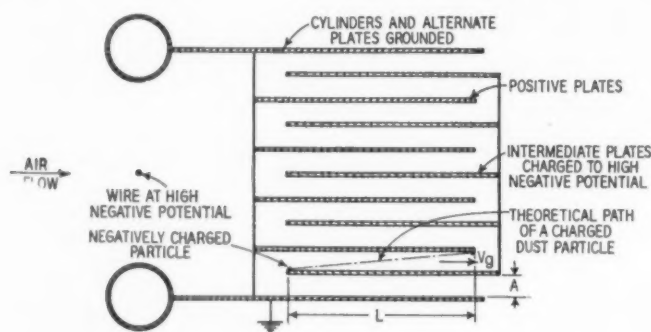 CYLINDERS AND ALTERNATE
PLATES GROUNDED
POSITIVE PLATES
AIR
FLOW
WIRE AT HIGH
NEGATIVE POTENTIAL
INTERMEDIATE PLATES
CHARGED TO HIGH
NEGATIVE POTENTIAL
NEGATIVELY CHARGED
PARTICLE
THEORETICAL PATH
OF A CHARGED
DUST PARTICLE
Vg
A
L